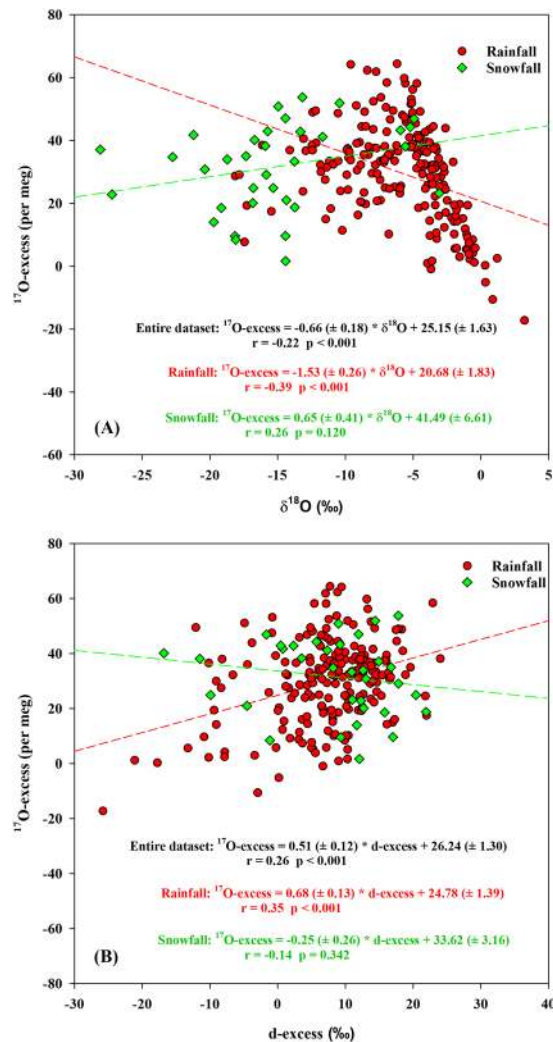 80
Rainfall
Snowfall
60
40
20
0
-20
-40
-60
¹⁷O-excess (per meg)
Entire dataset: ¹⁷O-excess = -0.66 (± 0.18) * δ¹⁸O + 25.15 (± 1.63)
r = -0.22 p < 0.001
Rainfall: ¹⁷O-excess = -1.53 (± 0.26) * δ¹⁸O + 20.68 (± 1.83)
r = -0.39 p < 0.001
Snowfall: ¹⁷O-excess = 0.65 (± 0.41) * δ¹⁸O + 41.49 (± 6.61)
r = 0.26 p = 0.120
(A)
-30 -25 -20 -15 -10 -5 0 5
δ¹⁸O (‰)
80
Rainfall
Snowfall
60
40
20
0
-20
-40
-60
-80
¹⁷O-excess (per meg)
Entire dataset: ¹⁷O-excess = 0.51 (± 0.12) * d-excess + 26.24 (± 1.30)
r = 0.26 p < 0.001
Rainfall: ¹⁷O-excess = 0.68 (± 0.13) * d-excess + 24.78 (± 1.39)
r = 0.35 p < 0.001
Snowfall: ¹⁷O-excess = -0.25 (± 0.26) * d-excess + 33.62 (± 3.16)
r = -0.14 p = 0.342
(B)
-30 -20 -10 0 10 20 30 40
d-excess (‰)